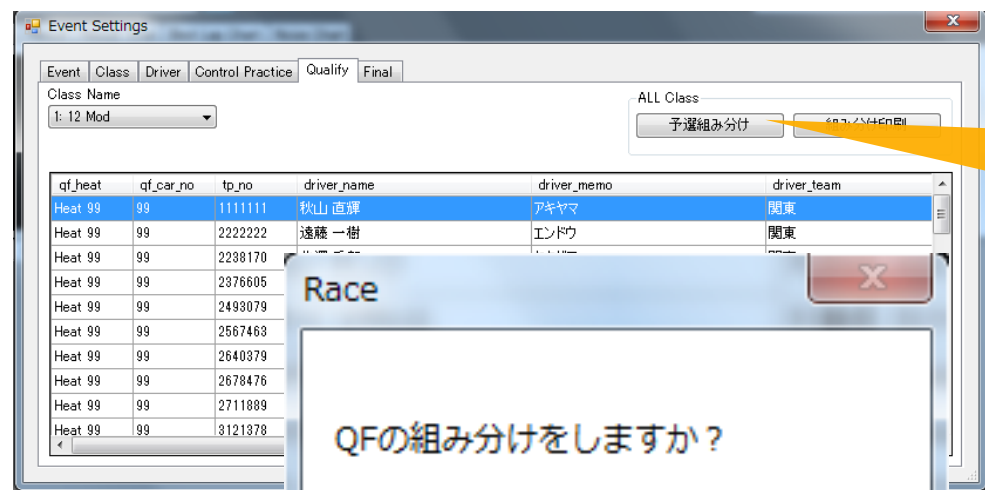 Event Settings
Event Class Driver Control Practice Qualify Final
Class Name
1: 12 Mod
ALL Class
予選組み分け
qf_heat qf_car_no tp_no driver_name driver_memo driver_team
Heat 99 99 1111111 秋山 直輝 アキヤマ 関東
Heat 99 99 2222222 遠藤 一樹 エンドウ 関東
Heat 99 99 2238170
Heat 99 99 2376605
Heat 99 99 2493079
Heat 99 99 2567463
Heat 99 99 2640379
Heat 99 99 2678476
Heat 99 99 2711889
Heat 99 99 3121378
Race
QFの組み分けをしますか？